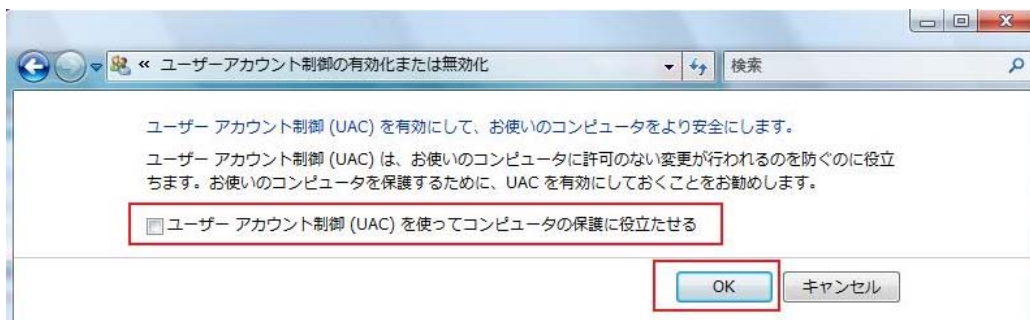 « ユーザーアカウント制御の有効化または無効化
検索
ユーザー アカウント制御 (UAC) を有効にして、お使いのコンピュータをより安全にします。
ユーザー アカウント制御 (UAC) は、お使いのコンピュータに許可のない変更が行われるのを防ぐのに役立
ちます。お使いのコンピュータを保護するために、UAC を有効にしておくことをお勧めします。
ユーザー アカウント制御 (UAC) を使ってコンピュータの保護に役立たせる
OK
キャンセル